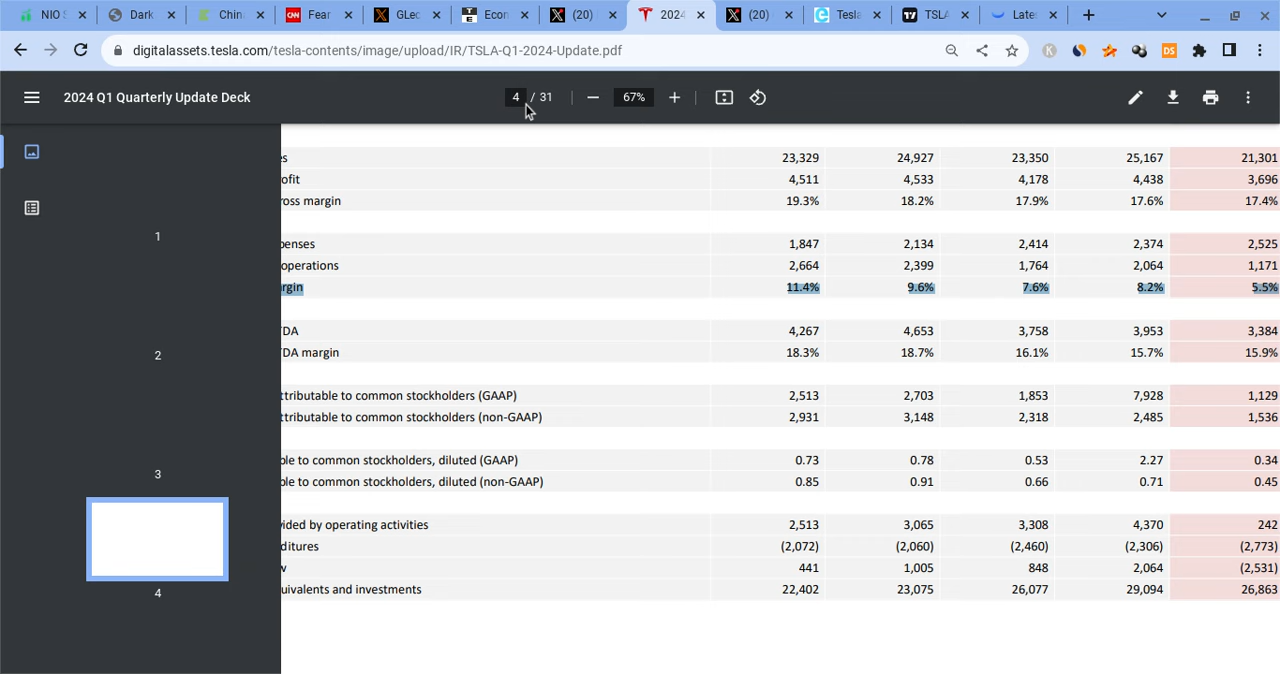 NIO S
Dark
Chin
CNN Fear
GLec
TE Econ
(20)
2024
(20)
Tesla
TSLA
Late
digitalassets.tesla.com/tesla-contents/image/upload/IR/TSLA-Q1-2024-Update.pdf
K
DS
2024 Q1 Quarterly Update Deck
4 / 31
67%
1
2
3
4
es 23,329 24,927 23,350 25,167 21,301
rofit 4,511 4,533 4,178 4,438 3,696
ross margin 19.3% 18.2% 17.9% 17.6% 17.4%
penses 1,847 2,134 2,414 2,374 2,525
operations 2,664 2,399 1,764 2,064 1,171
rgin 11.4% 9.6% 7.6% 8.2% 5.5%
TDA 4,267 4,653 3,758 3,953 3,384
TDA margin 18.3% 18.7% 16.1% 15.7% 15.9%
ttributable to common stockholders (GAAP) 2,513 2,703 1,853 7,928 1,129
ttributable to common stockholders (non-GAAP) 2,931 3,148 2,318 2,485 1,536
ble to common stockholders, diluted (GAAP) 0.73 0.78 0.53 2.27 0.34
ble to common stockholders, diluted (non-GAAP) 0.85 0.91 0.66 0.71 0.45
vided by operating activities 2,513 3,065 3,308 4,370 242
ditures (2,072) (2,060) (2,460) (2,306) (2,773)
w 441 1,005 848 2,064 (2,531)
quivalents and investments 22,402 23,075 26,077 29,094 26,863